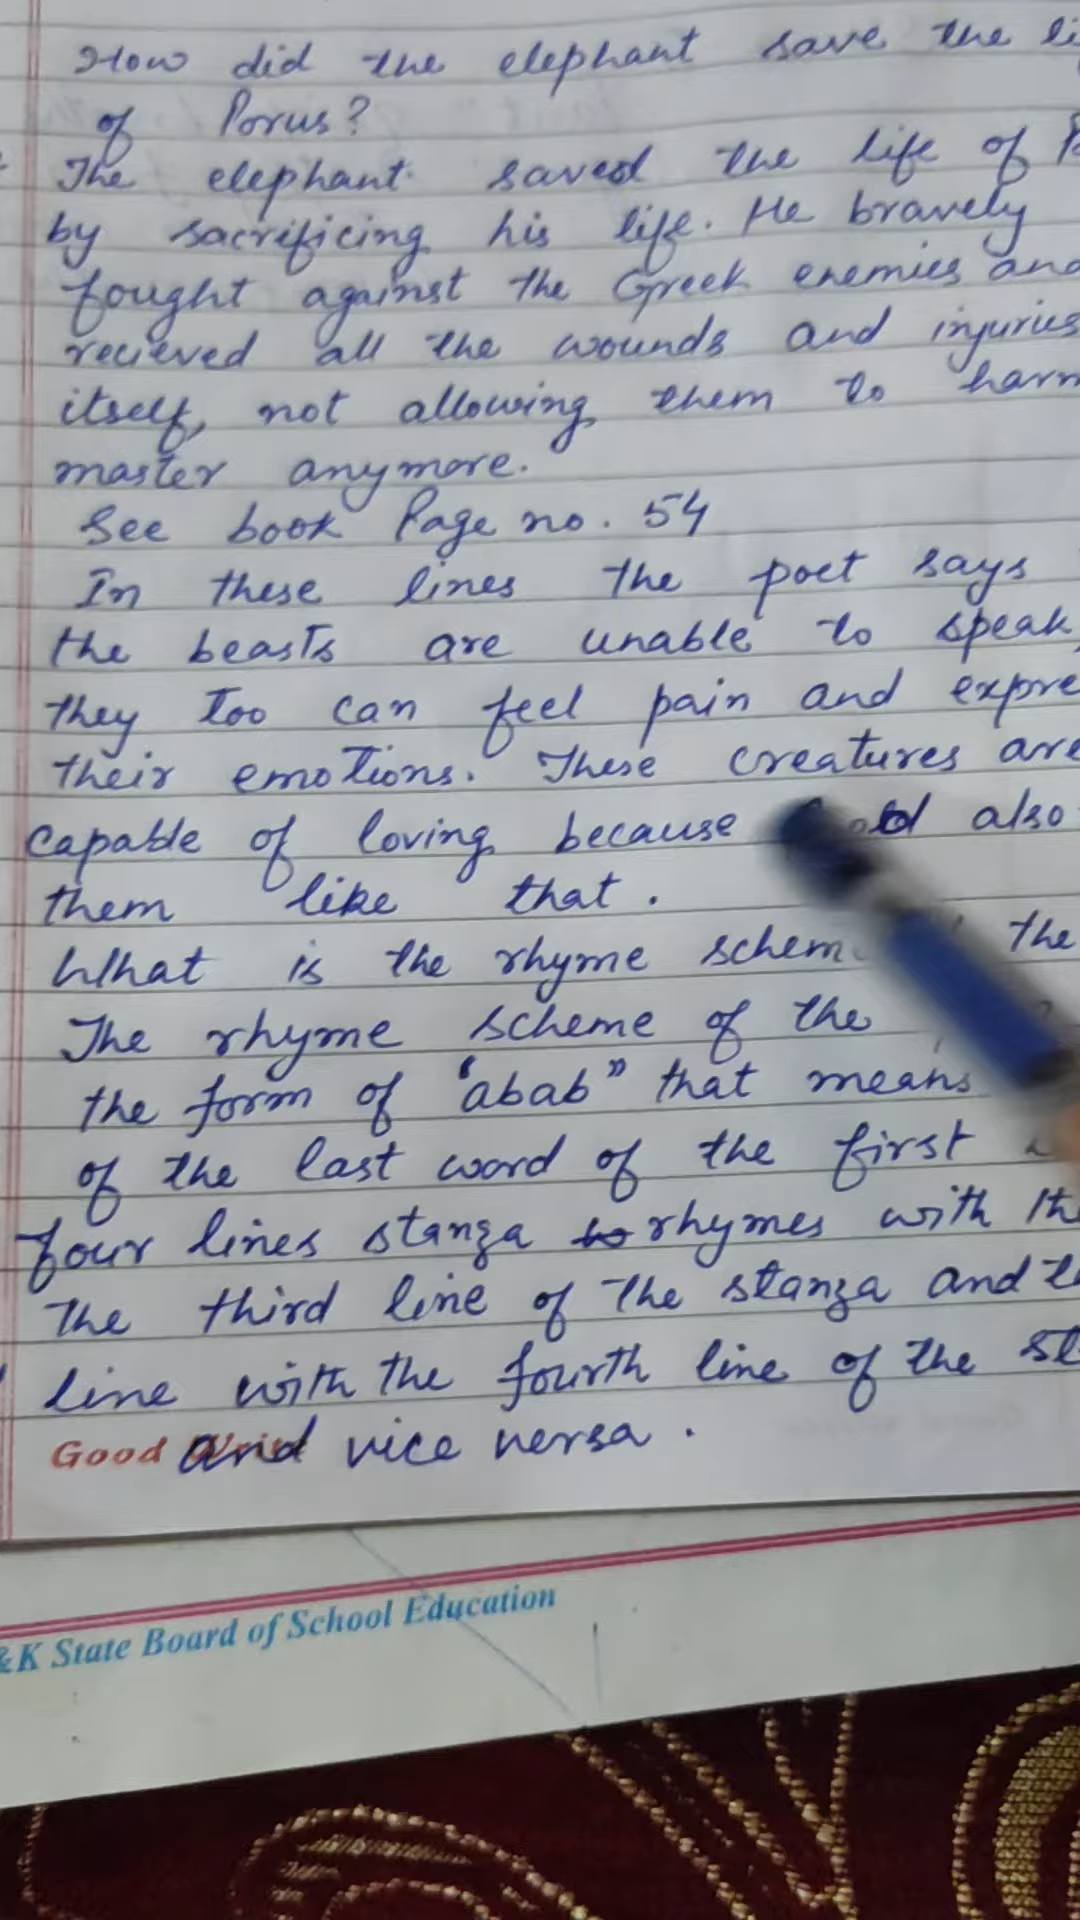 How did the elephant save the
of Porus?
The elephant saved the life of
by sacrificing his life. He bravely
fought against the Greek enemies and
recieved all the wounds and injuries
itself, not allowing them to harm
master anymore.
See book Page no. 54
In these lines the poet says
the beasts are unable to speak,
they too can feel pain and
their emotions. These creatures are
capable of loving because also
them like that.
What is the rhyme the
The rhyme scheme of the
the form of "abab" that means
of the last word of the first
four lines stanza rhymes with
the third line of the stanza and
line with the fourth line of the
Good and vice versa.
&K State Board of School Education